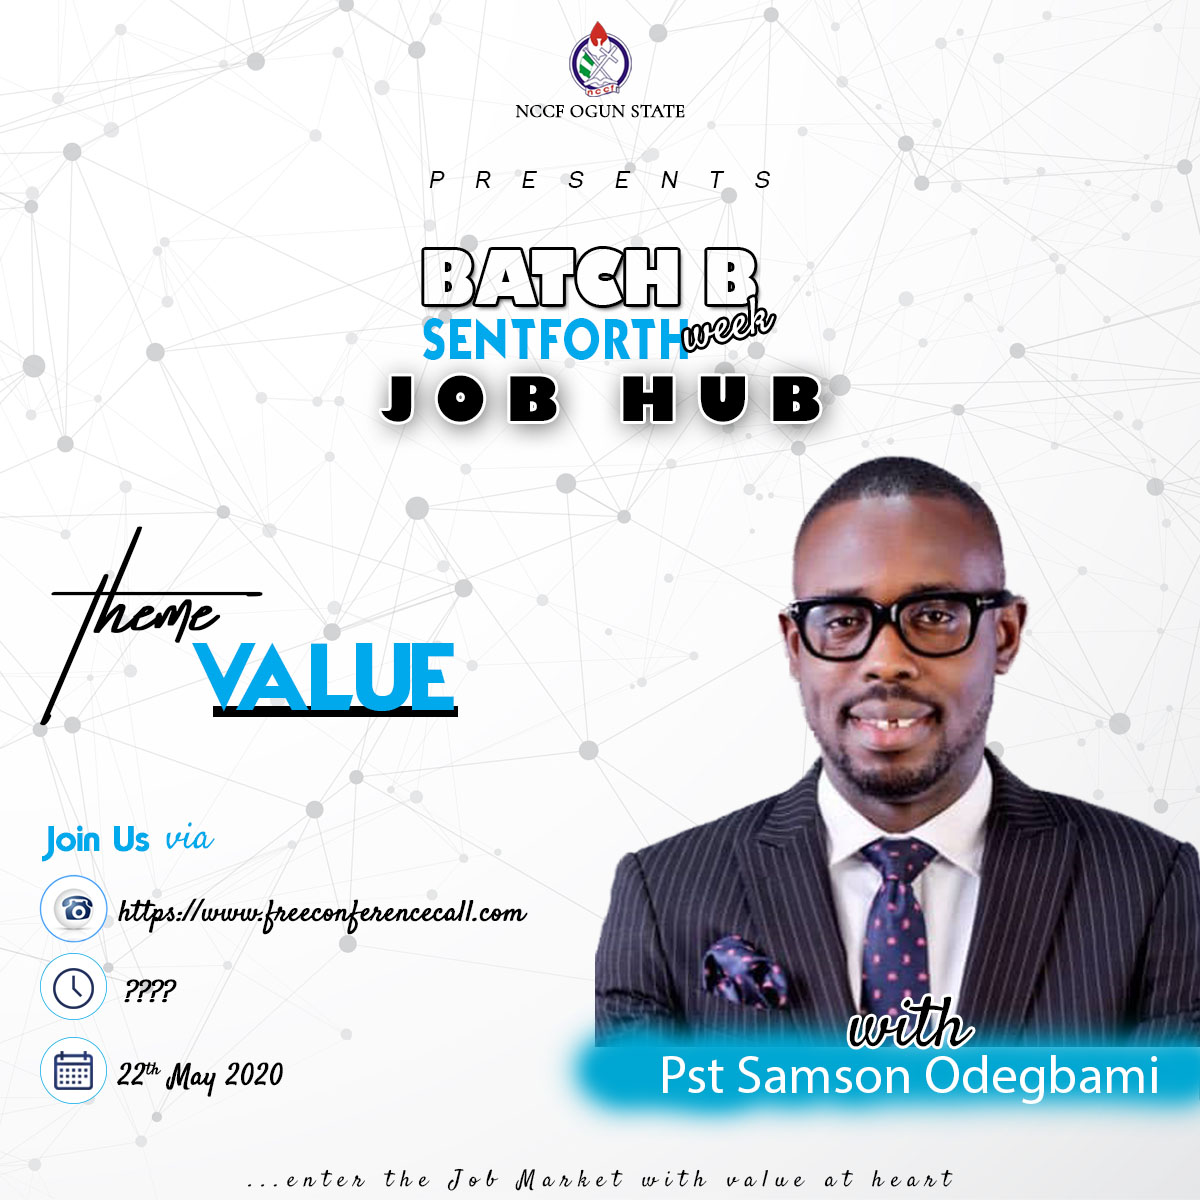 nccf
NCCF OGUN STATE
PRESENTS
BATCH B
SENTFORTH week
JOB HUB
Theme
VALUE
Join Us via
https://www.freeconferencecall.com
????
22th May 2020
with
Pst Samson Odegbami
...enter the Job Market with value at heart